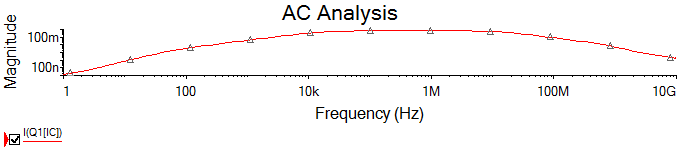 AC Analysis
Magnitude
100m
100n
1 100 10k 1M 100M 10G
Frequency (Hz)
I(Q1[IC])